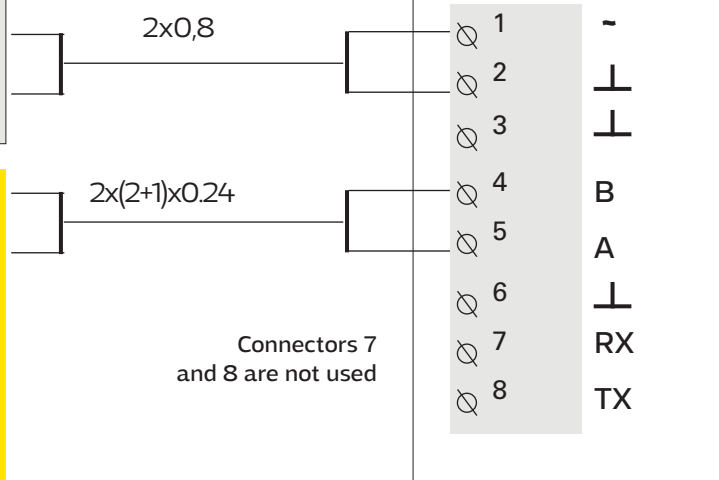 2x0,8
1 ~
2 ⊥
3 ⊥
2x(2+1)x0.24
4 B
5 A
6 ⊥
Connectors 7
and 8 are not used
7 RX
8 TX